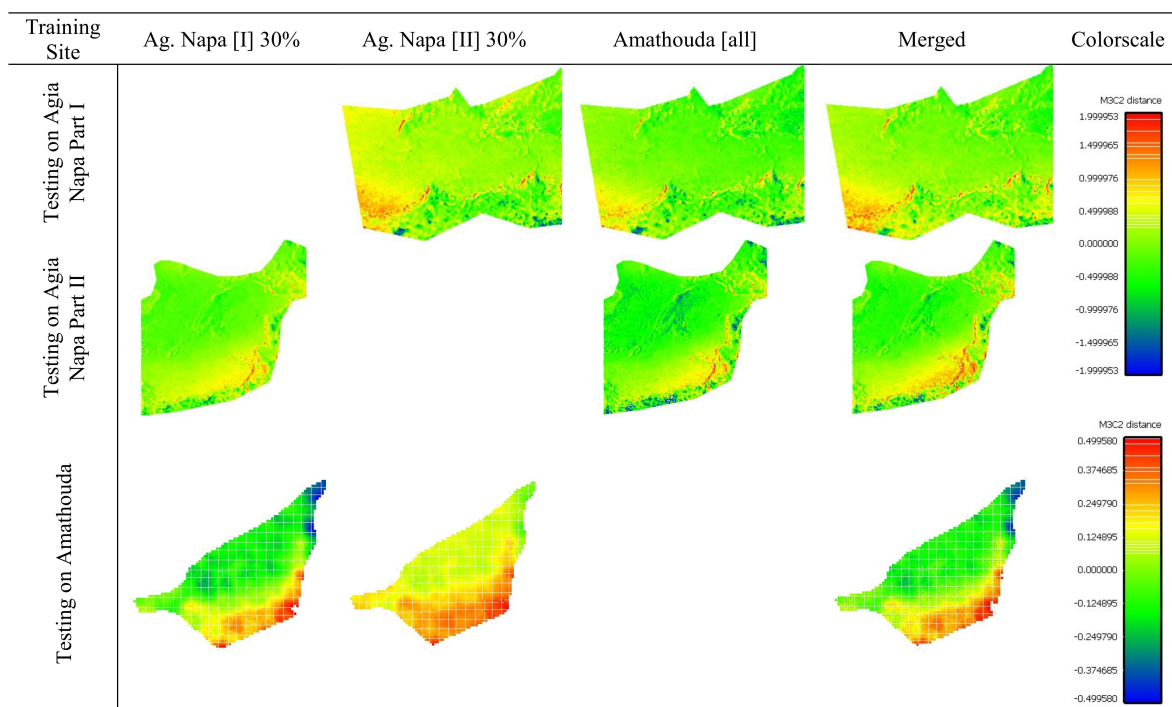 Training Site
Ag. Napa [I] 30%
Ag. Napa [II] 30%
Amathouda [all]
Merged
Colorscale
Testing on Agia
Napa Part I
M3C2 distance
1.999953
1.499965
0.999976
0.499988
0.000000
-0.499988
-0.999976
-1.499965
-1.999953
Testing on Agia
Napa Part II
Testing on Amathouda
M3C2 distance
0.499580
0.374685
0.249790
0.124895
0.000000
-0.124895
-0.249790
-0.374685
-0.499580